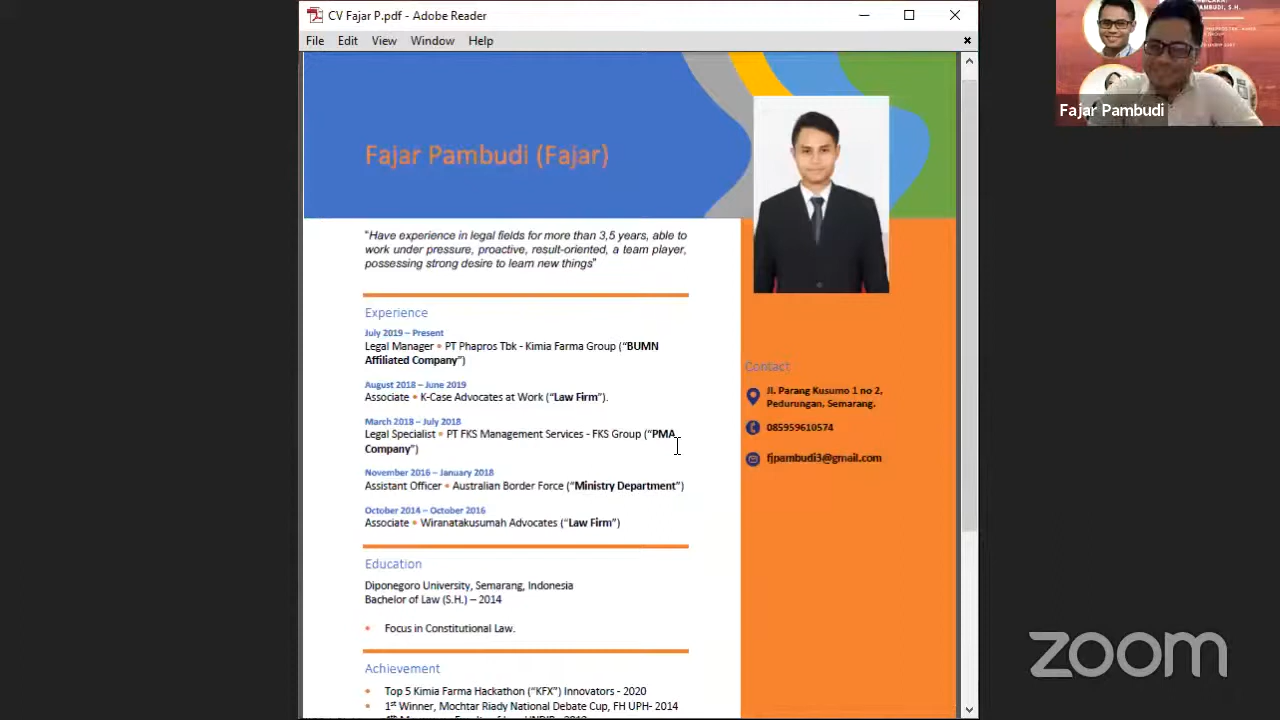 CV Fajar P.pdf - Adobe Reader
File Edit View Window Help
Fajar Pambudi (Fajar)
"Have experience in legal fields for more than 3,5 years, able to
work under pressure, proactive, result-oriented, a team player,
possessing strong desire to learn new things"
Experience
July 2019 – Present
Legal Manager • PT Phapros Tbk - Kimia Farma Group ("BUMN
Affiliated Company")
August 2018 – June 2019
Associate • K-Case Advocates at Work ("Law Firm").
March 2018 – July 2018
Legal Specialist • PT FKS Management Services - FKS Group ("PMA
Company")
November 2016 – January 2018
Assistant Officer • Australian Border Force ("Ministry Department")
October 2014 – October 2016
Associate • Wiranatakusumah Advocates ("Law Firm")
Education
Diponegoro University, Semarang, Indonesia
Bachelor of Law (S.H.) – 2014
• Focus in Constitutional Law.
Achievement
• Top 5 Kimia Farma Hackathon ("KFX") Innovators - 2020
• 1st Winner, Mochtar Riady National Debate Cup, FH UPH- 2014
Contact
Jl. Parang Kusumo 1 no 2,
Pedurungan, Semarang.
085959610574
fjpambudi3@gmail.com
Fajar Pambudi
zoom